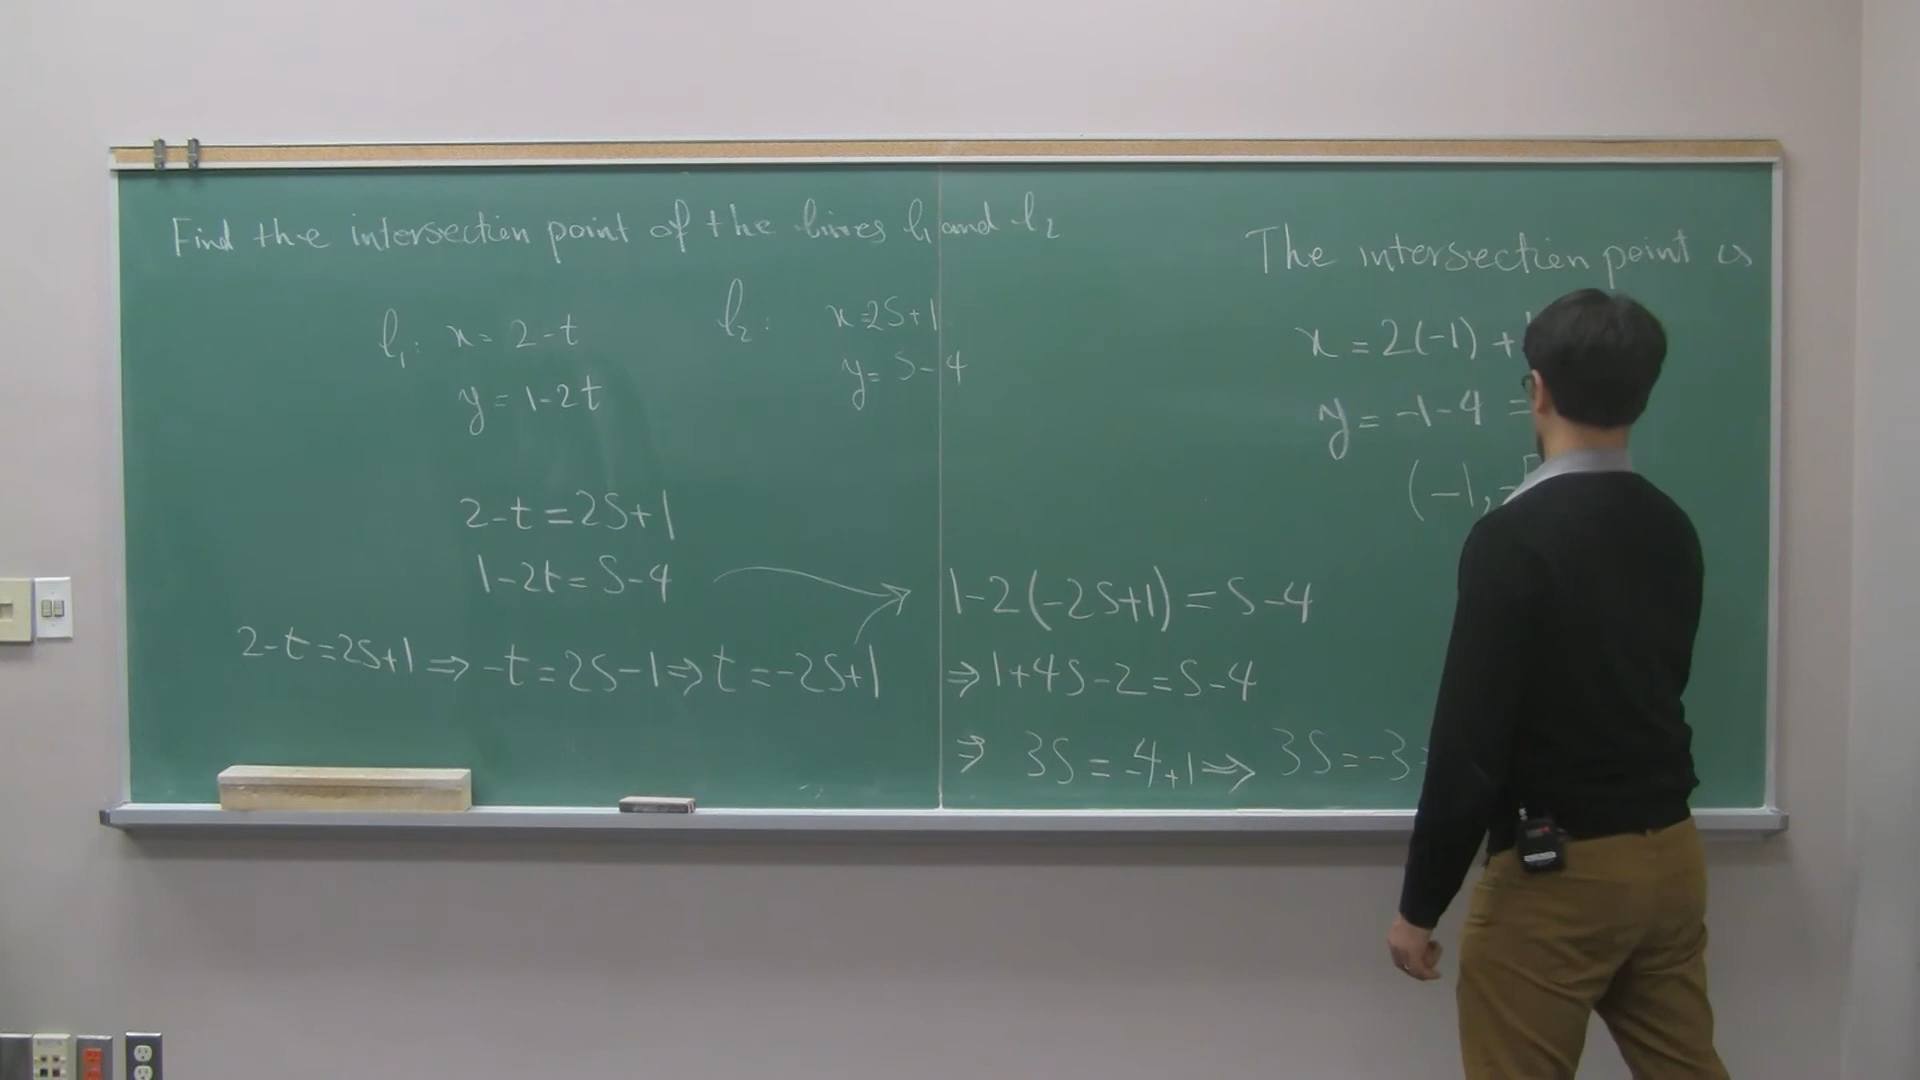 Find the intersection point of the lines l₁ and l₂
l₁: x = 2-t
y = 1-2t
l₂: x=2s+1
y= s-4
2-t=2s+1
1-2t=s-4
2-t=2s+1 ⇒ -t=2s-1 ⇒ t=-2s+1
1-2(-2s+1)=s-4
⇒ 1+4s-2=s-4
⇒ 3s=-4+1 ⇒ 3s=-3
The intersection point is
x=2(-1)+
y=-1-4 =
(-1,